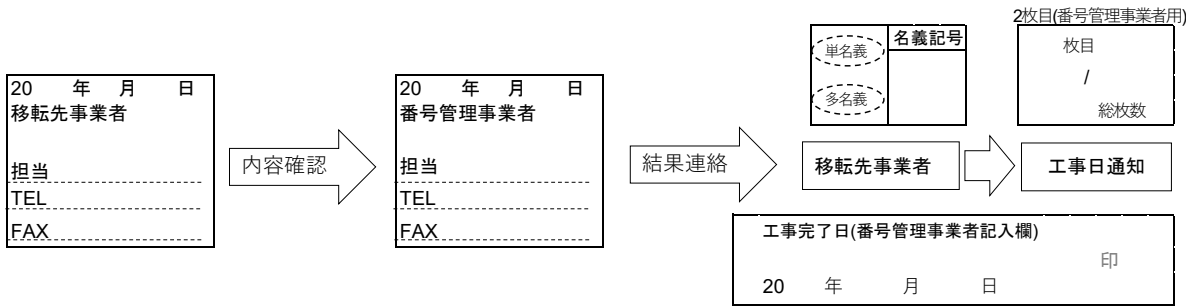 2枚目(番号管理事業者用)
単名義
多名義
名義記号
枚目
/
総枚数
20 年 月 日
移転先事業者
担当
TEL
FAX
内容確認
20 年 月 日
番号管理事業者
担当
TEL
FAX
結果連絡
移転先事業者
工事日通知
工事完了日(番号管理事業者記入欄)
印
20 年 月 日